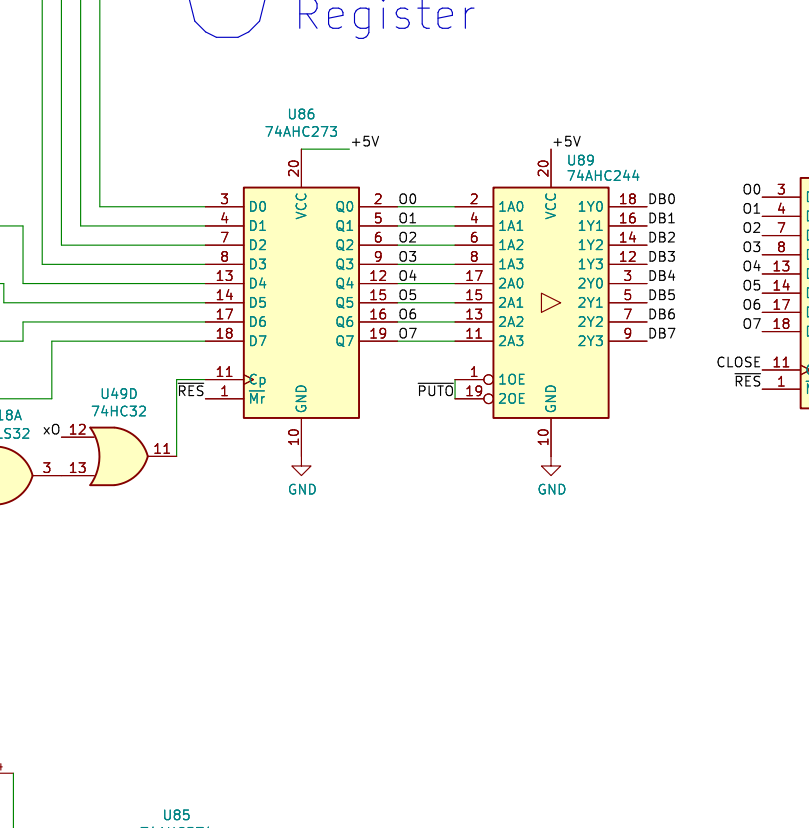 Register
U86
74AHC273
+5V
20
VCC
3 D0 Q0 2 O0
4 D1 Q1 5 O1
7 D2 Q2 6 O2
8 D3 Q3 9 O3
13 D4 Q4 12 O4
14 D5 Q5 15 O5
17 D6 Q6 16 O6
18 D7 Q7 19 O7
11 Cp
RES 1 Mr
GND
10
GND
+5V
U89
74AHC244
20
VCC
2 1A0 1Y0 18 DB0
4 1A1 1Y1 16 DB1
6 1A2 1Y2 14 DB2
8 1A3 1Y3 12 DB3
17 2A0 2Y0 3 DB4
15 2A1 2Y1 5 DB5
13 2A2 2Y2 7 DB6
11 2A3 2Y3 9 DB7
1 1OE
PUTO 19 2OE
GND
10
GND
O0 3
O1 4
O2 7
O3 8
O4 13
O5 14
O6 17
O7 18
CLOSE 11
RES 1
18A
LS32
3
U49D
74HC32
xO 12
13
11
U85